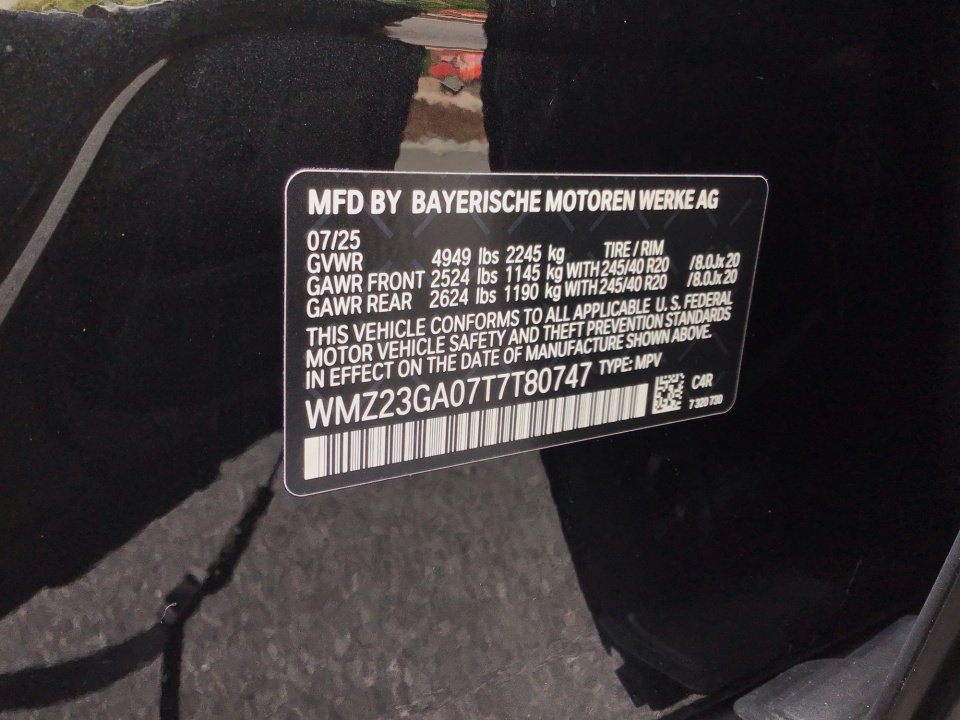 MFD BY BAYERISCHE MOTOREN WERKE AG
07/25
GVWR 4949 lbs 2245 kg TIRE / RIM
GAWR FRONT 2524 lbs 1145 kg WITH 245/40 R20 /8.0Jx20
GAWR REAR 2624 lbs 1190 kg WITH 245/40 R20 /8.0Jx20
THIS VEHICLE CONFORMS TO ALL APPLICABLE U.S. FEDERAL
MOTOR VEHICLE SAFETY AND THEFT PREVENTION STANDARDS
IN EFFECT ON THE DATE OF MANUFACTURE SHOWN ABOVE.
WMZ23GA07T7T80747 TYPE: MPV
C4R
7 320 730